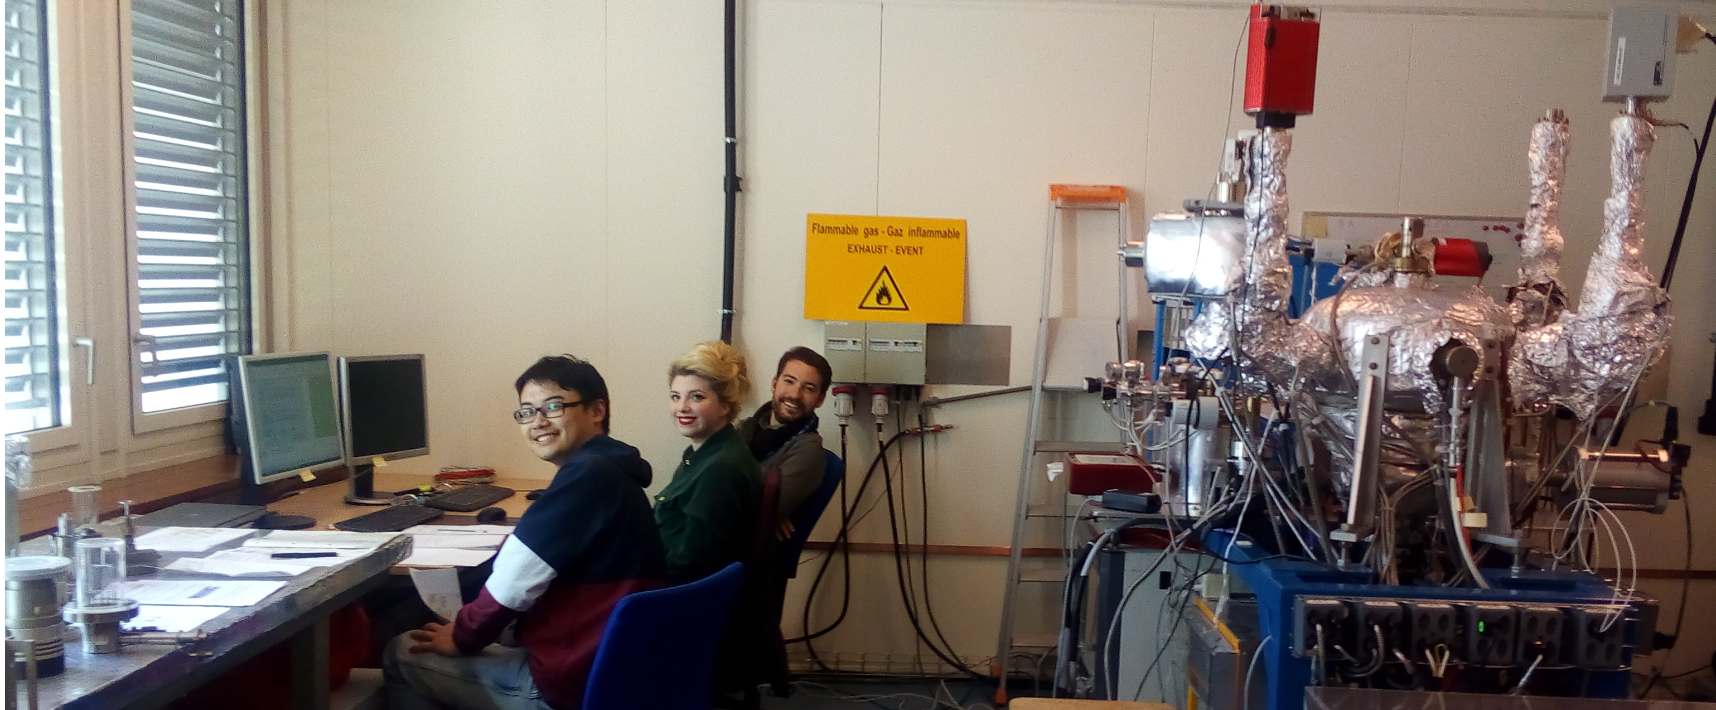 Flammable gas - Gaz inflammable
EXHAUST - EVENT